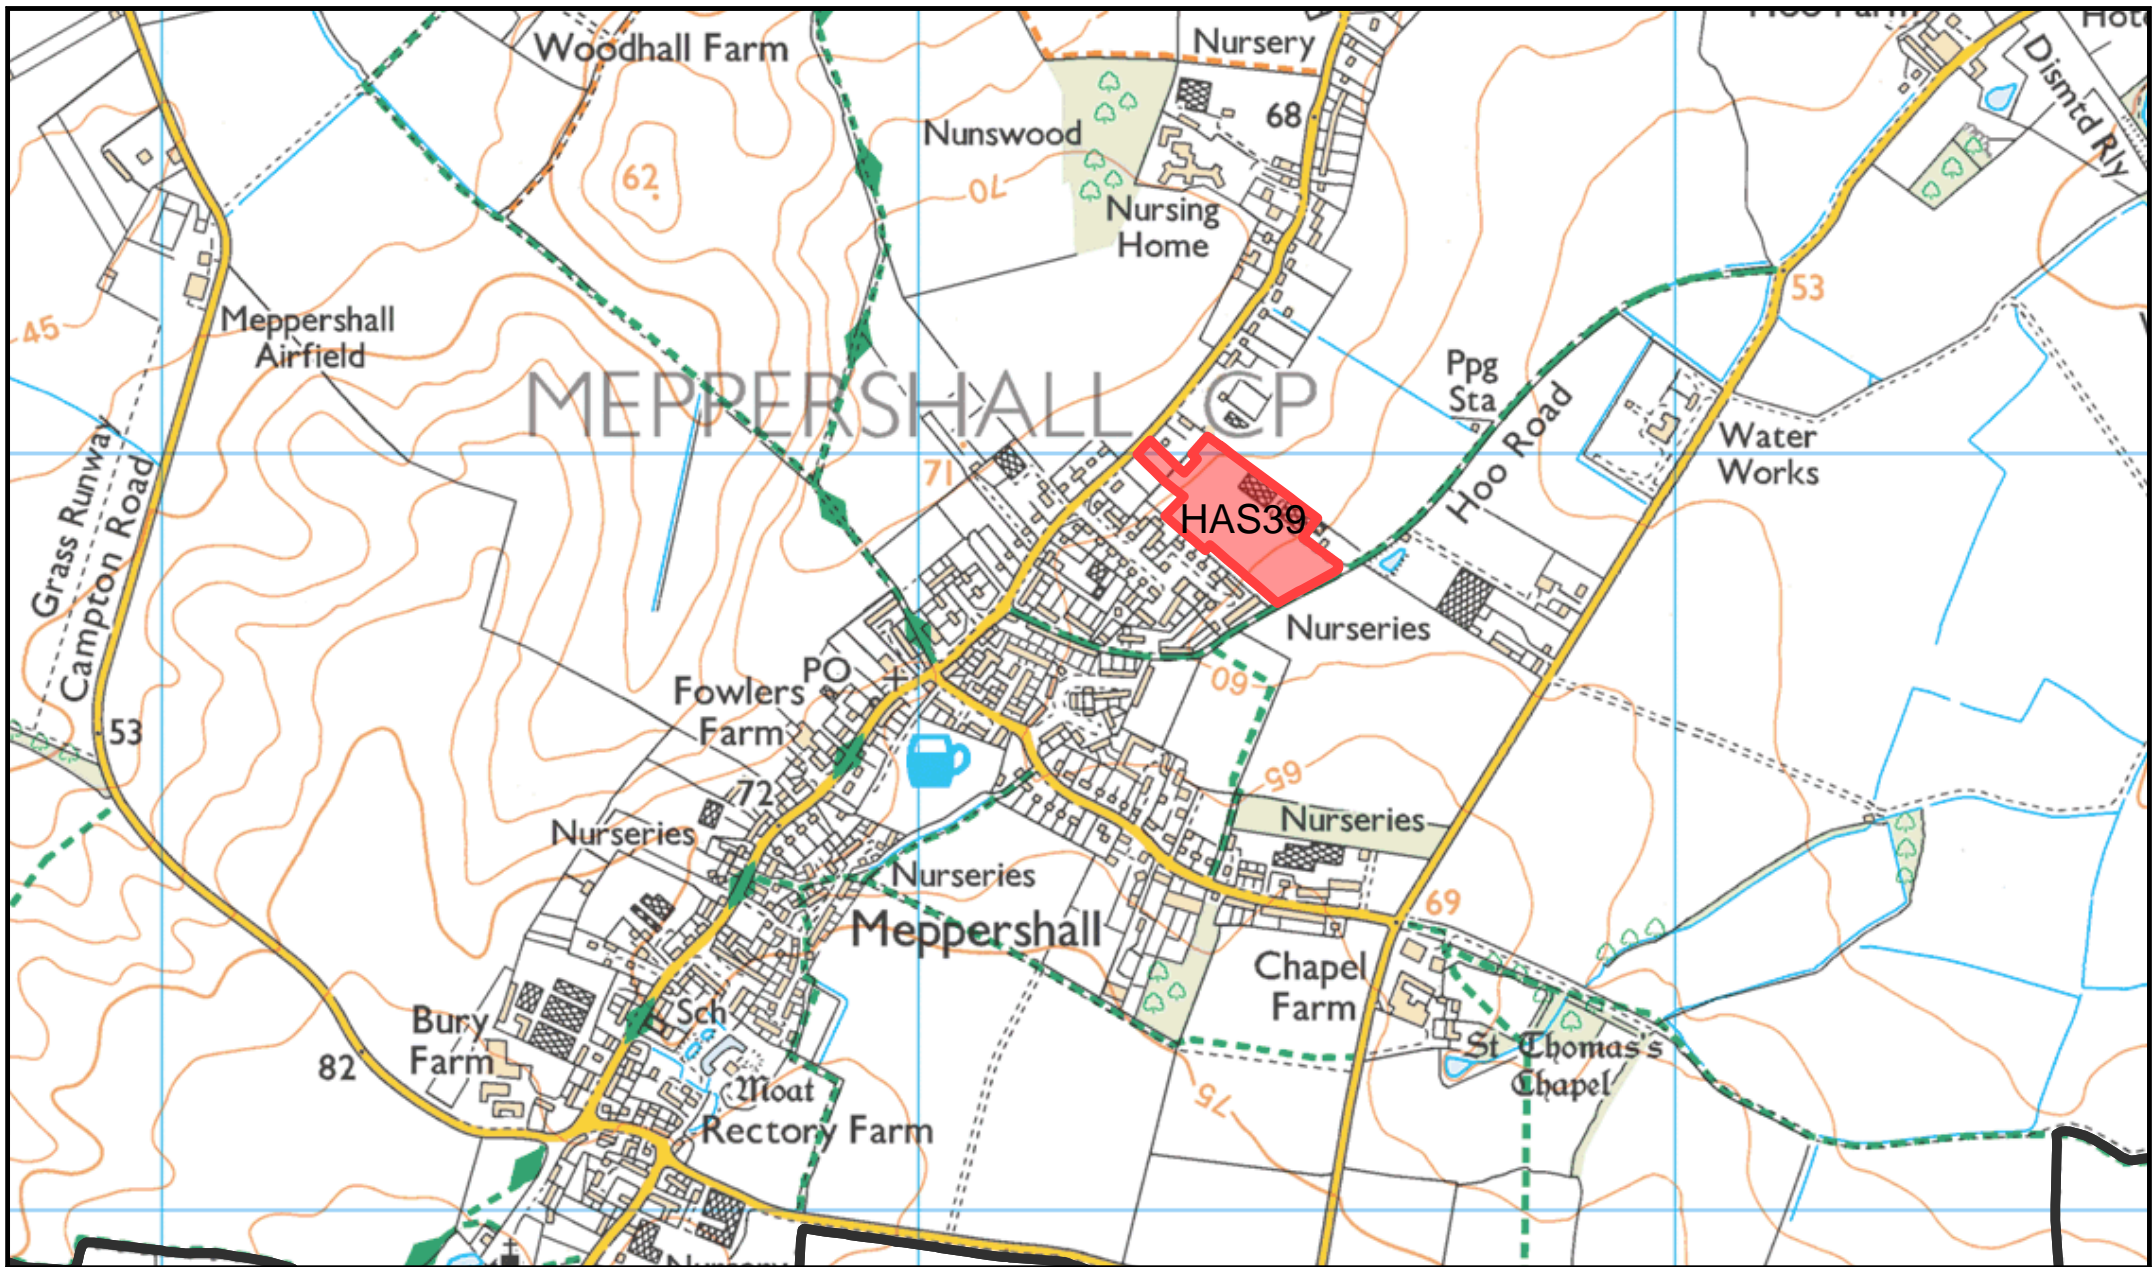 Woodhall Farm
Nursery
Nunswood
68
62
70
Nursing
Home
Dismtd Rly
53
45
Meppershall
Airfield
MEPPERSHALL CP
Ppg
Sta
Hoo Road
Water
Works
71
HAS39
Grass Runway
Campton Road
Nurseries
60
PO
Fowlers
Farm
53
65
72
Nurseries
Nurseries
Nurseries
69
Meppershall
Chapel
Farm
Sch
Bury
Farm
82
Moat
St Thomas's
Chapel
75
Rectory Farm